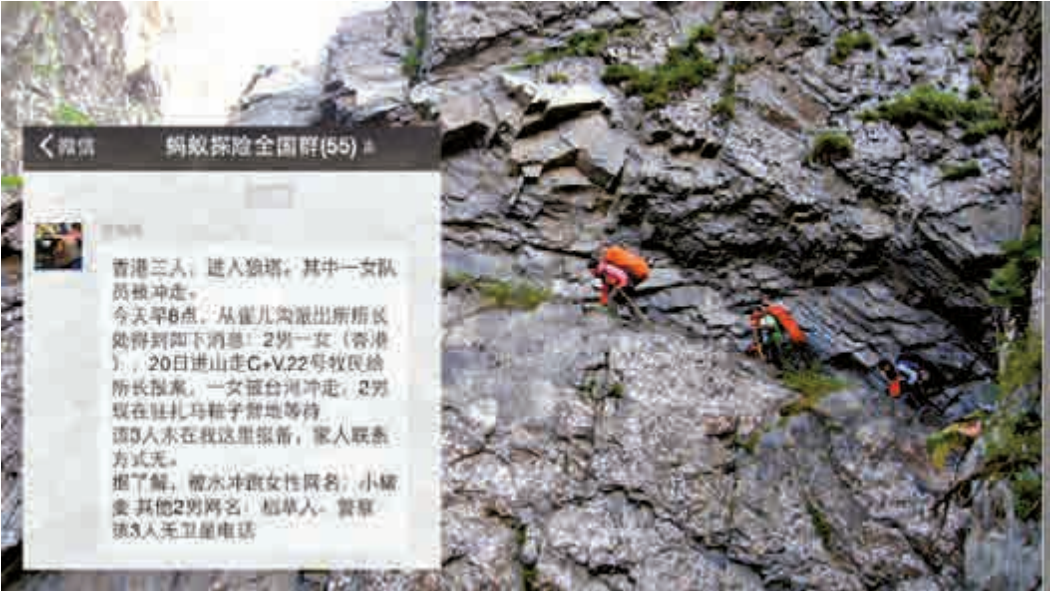 微信
蚂蚁探险全国群(55)
香港三人，进入狼塔。其中一女队
员被冲走。
今天早8点，从雀儿沟派出所所长
处得到如下消息：2男一女（香港
），20日进山走C+V.22号牧民给
所长报案，一女孩台河冲走，2男
现在驻扎马鞍子营地等待
该3人未在我这里报备，家人联系
方式无。
据了解，被水冲跑女性网名：小
麦 其他2男网名：稻草人、警察
该3人无卫星电话